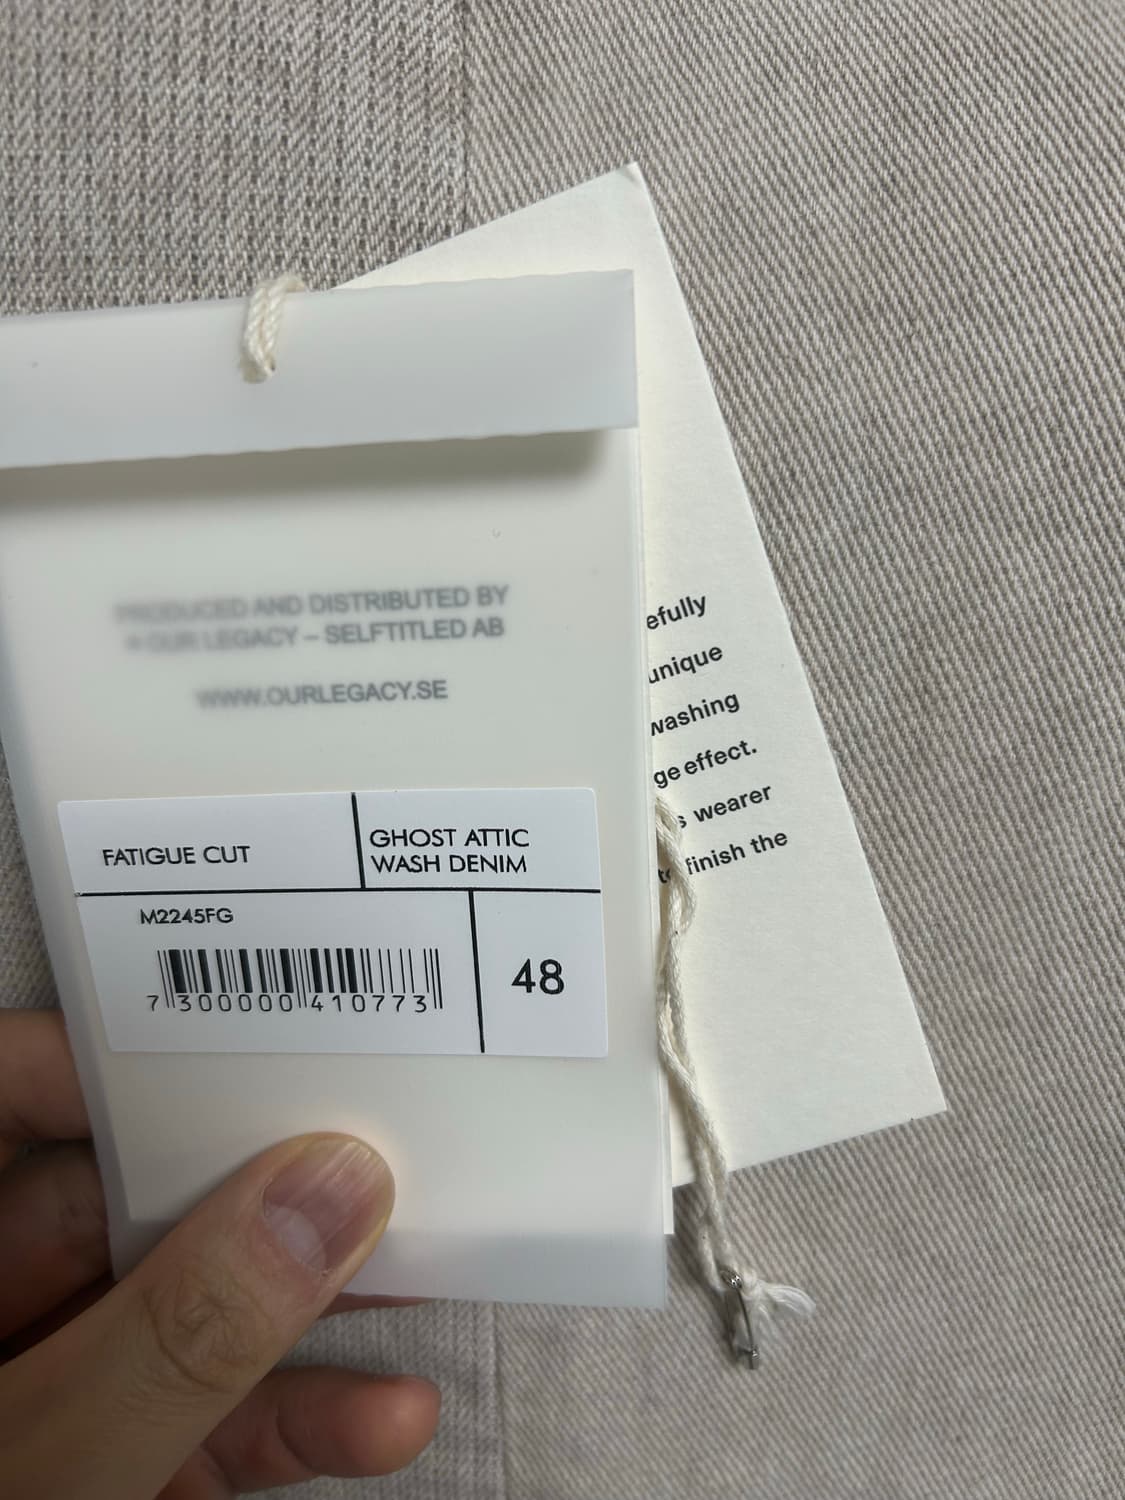 PRODUCED AND DISTRIBUTED BY
OUR LEGACY – SELFTITLED AB
WWW.OURLEGACY.SE
FATIGUE CUT
GHOST ATTIC
WASH DENIM
M2245FG
7 300000 410773
48
efully
unique
washing
ge effect.
s wearer
to finish the